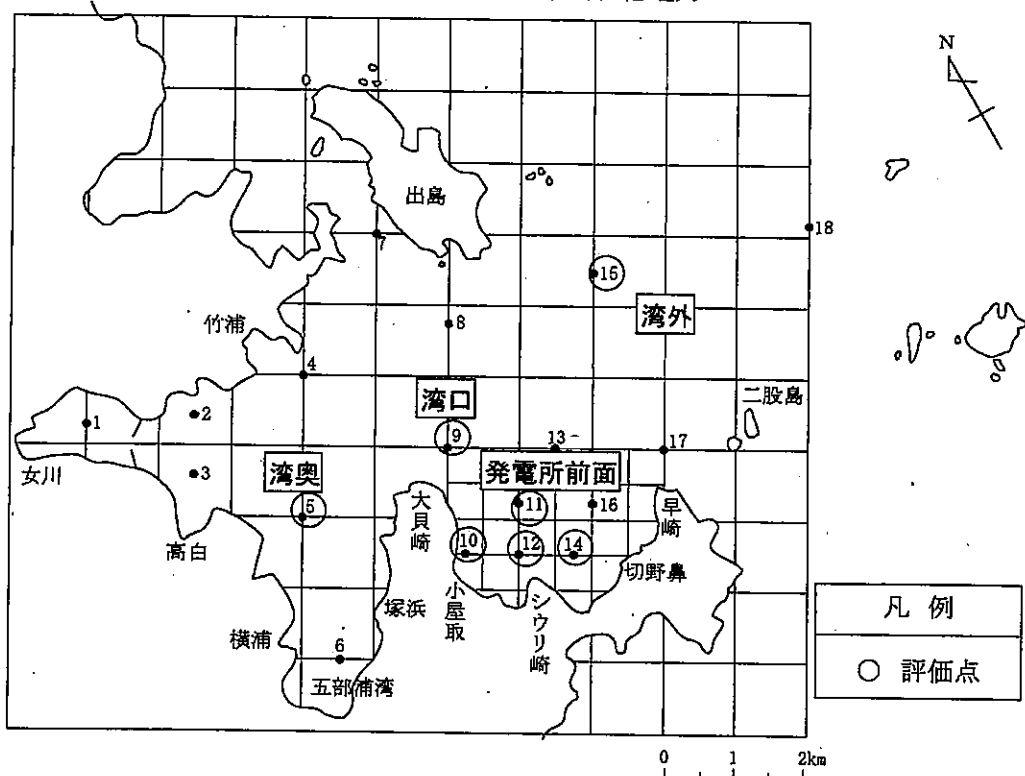 N
出島
18
7
15
湾外
8
竹浦
4
湾口
二股島
1
2
9
13
17
女川
3
湾奥
発電所前面
5
大貝崎
11
16
早崎
高白
10
12
14
切野鼻
塚浜
小屋取
シウリ崎
横浦
6
五部浦湾
凡例
○ 評価点
0 1 2km